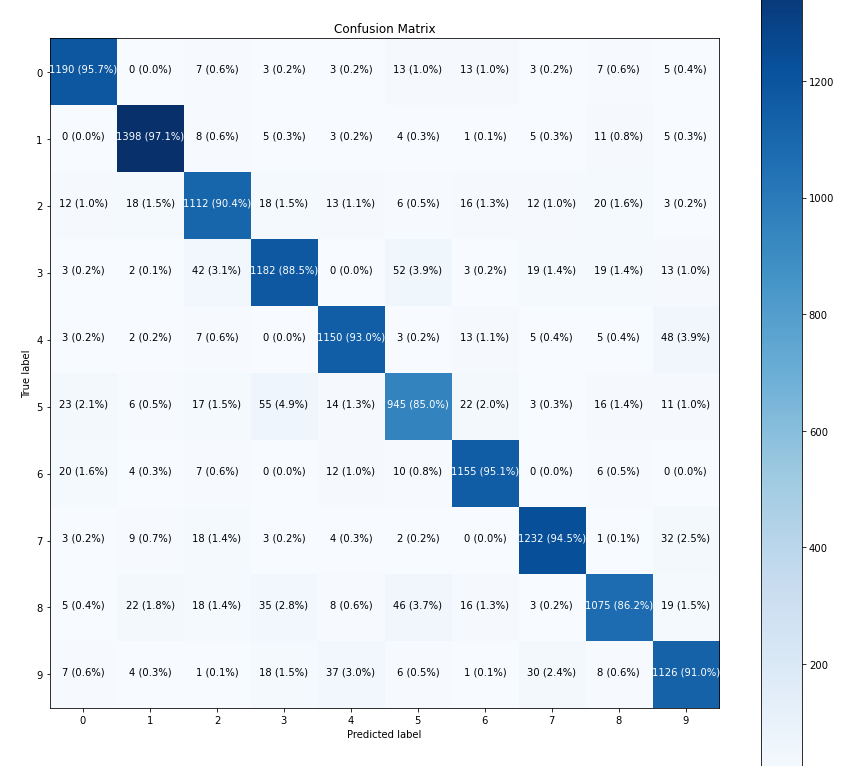 Confusion Matrix
0 1190 (95.7%) 0 (0.0%) 7 (0.6%) 3 (0.2%) 3 (0.2%) 13 (1.0%) 13 (1.0%) 3 (0.2%) 7 (0.6%) 5 (0.4%)
1 0 (0.0%) 1398 (97.1%) 8 (0.6%) 5 (0.3%) 3 (0.2%) 4 (0.3%) 1 (0.1%) 5 (0.3%) 11 (0.8%) 5 (0.3%)
2 12 (1.0%) 18 (1.5%) 1112 (90.4%) 18 (1.5%) 13 (1.1%) 6 (0.5%) 16 (1.3%) 12 (1.0%) 20 (1.6%) 3 (0.2%)
3 3 (0.2%) 2 (0.1%) 42 (3.1%) 1182 (88.5%) 0 (0.0%) 52 (3.9%) 3 (0.2%) 19 (1.4%) 19 (1.4%) 13 (1.0%)
4 3 (0.2%) 2 (0.2%) 7 (0.6%) 0 (0.0%) 1150 (93.0%) 3 (0.2%) 13 (1.1%) 5 (0.4%) 5 (0.4%) 48 (3.9%)
5 23 (2.1%) 6 (0.5%) 17 (1.5%) 55 (4.9%) 14 (1.3%) 945 (85.0%) 22 (2.0%) 3 (0.3%) 16 (1.4%) 11 (1.0%)
6 20 (1.6%) 4 (0.3%) 7 (0.6%) 0 (0.0%) 12 (1.0%) 10 (0.8%) 1155 (95.1%) 0 (0.0%) 6 (0.5%) 0 (0.0%)
7 3 (0.2%) 9 (0.7%) 18 (1.4%) 3 (0.2%) 4 (0.3%) 2 (0.2%) 0 (0.0%) 1232 (94.5%) 1 (0.1%) 32 (2.5%)
8 5 (0.4%) 22 (1.8%) 18 (1.4%) 35 (2.8%) 8 (0.6%) 46 (3.7%) 16 (1.3%) 3 (0.2%) 1075 (86.2%) 19 (1.5%)
9 7 (0.6%) 4 (0.3%) 1 (0.1%) 18 (1.5%) 37 (3.0%) 6 (0.5%) 1 (0.1%) 30 (2.4%) 8 (0.6%) 1126 (91.0%)
0 1 2 3 4 5 6 7 8 9
Predicted label
True label
1200
1000
800
600
400
200